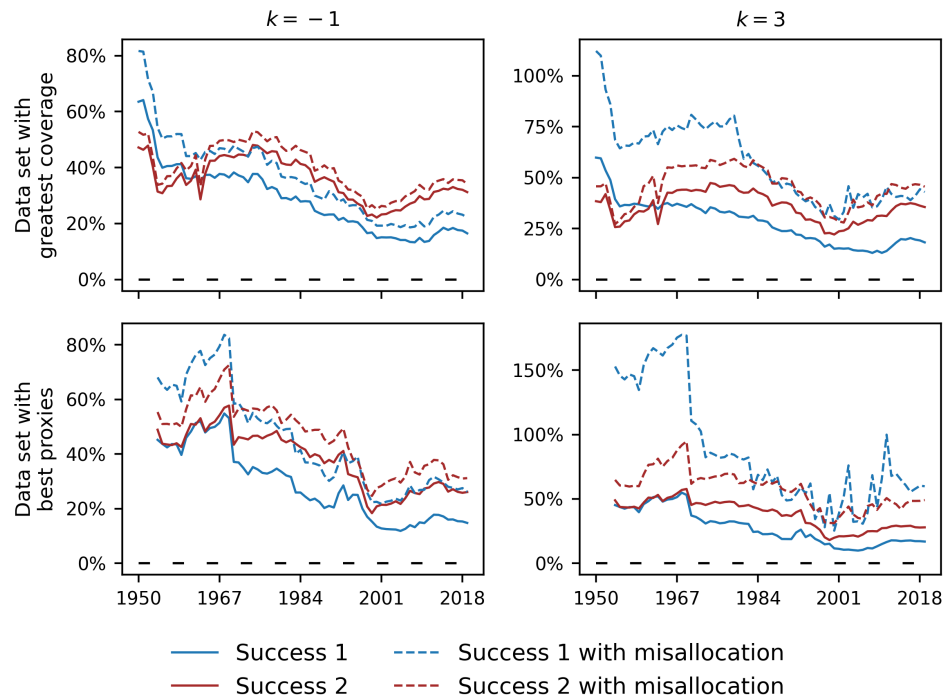 k = −1
k = 3
Data set with
greatest coverage
80%
60%
40%
20%
0%
100%
75%
50%
25%
0%
Data set with
best proxies
80%
60%
40%
20%
0%
150%
100%
50%
0%
1950 1967 1984 2001 2018
1950 1967 1984 2001 2018
Success 1
Success 1 with misallocation
Success 2
Success 2 with misallocation